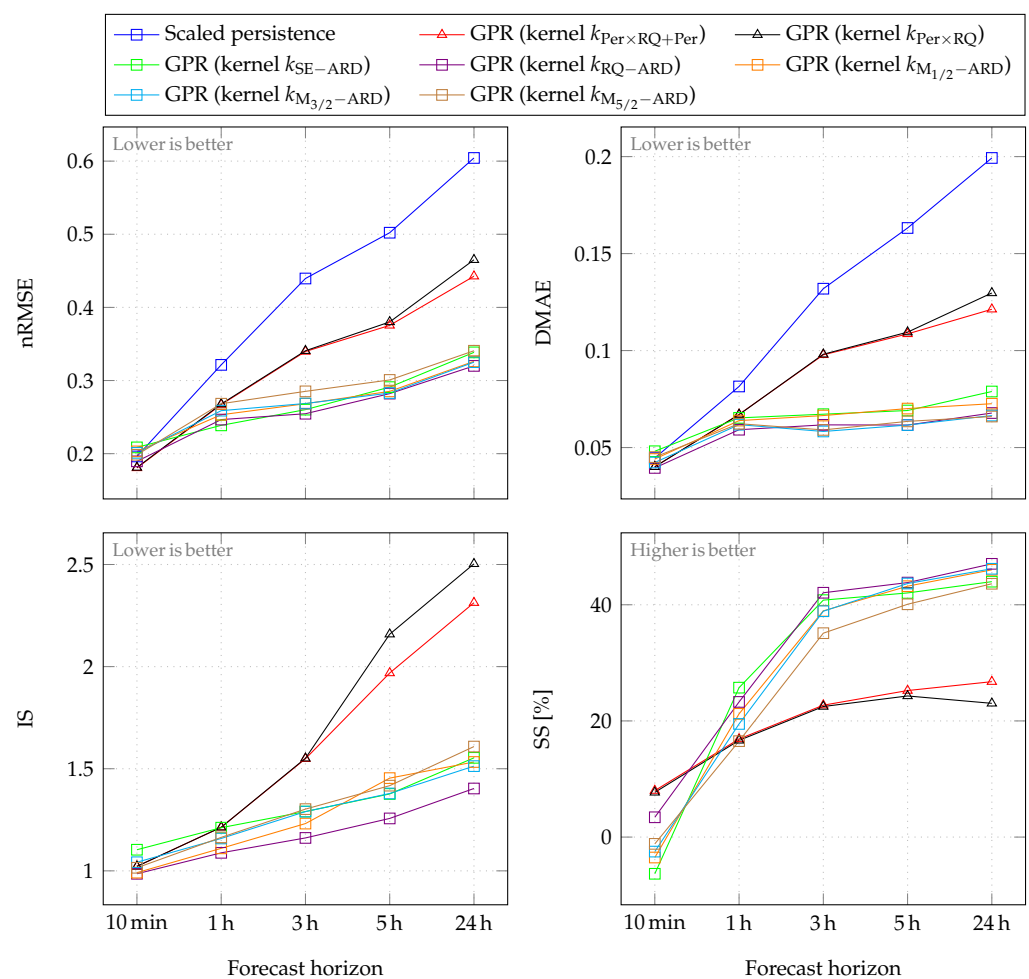 Scaled persistence GPR (kernel k_Per×RQ+Per) GPR (kernel k_Per×RQ)
GPR (kernel k_SE−ARD) GPR (kernel k_RQ−ARD) GPR (kernel k_M1/2−ARD)
GPR (kernel k_M3/2−ARD) GPR (kernel k_M5/2−ARD)
Lower is better
0.6
0.5
0.4
0.3
0.2
nRMSE
Lower is better
0.2
0.15
0.1
0.05
DMAE
Lower is better
2.5
2
1.5
1
IS
10 min 1 h 3 h 5 h 24 h
Forecast horizon
Higher is better
40
20
0
SS [%]
10 min 1 h 3 h 5 h 24 h
Forecast horizon